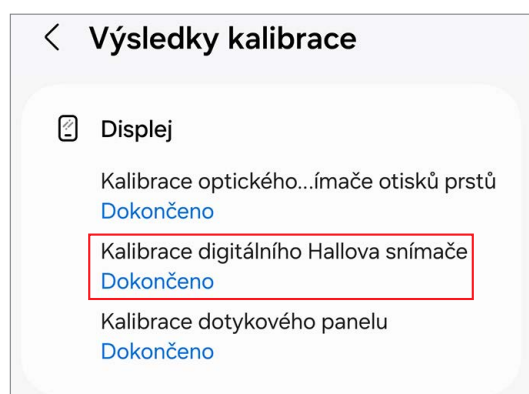 Výsledky kalibrace
Displej
Kalibrace optického...ímače otisků prstů
Dokončeno
Kalibrace digitálního Hallova snímače
Dokončeno
Kalibrace dotykového panelu
Dokončeno